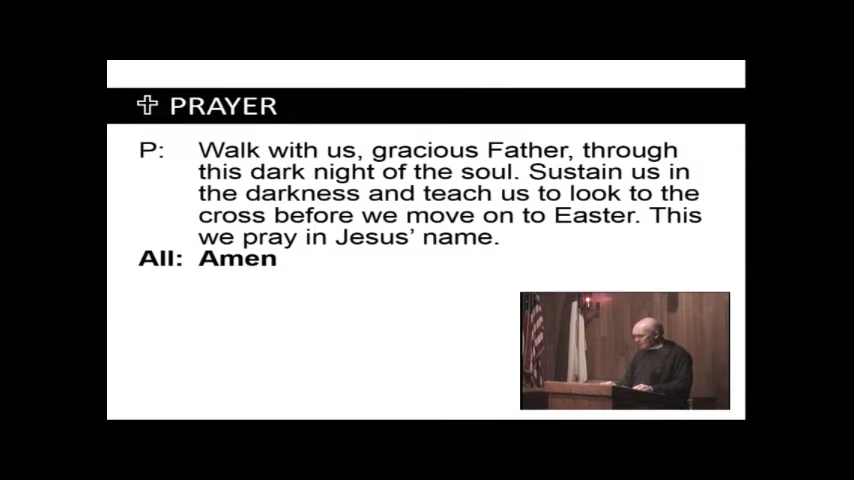 PRAYER
P: Walk with us, gracious Father, through
this dark night of the soul. Sustain us in
the darkness and teach us to look to the
cross before we move on to Easter. This
we pray in Jesus’ name.
All: Amen